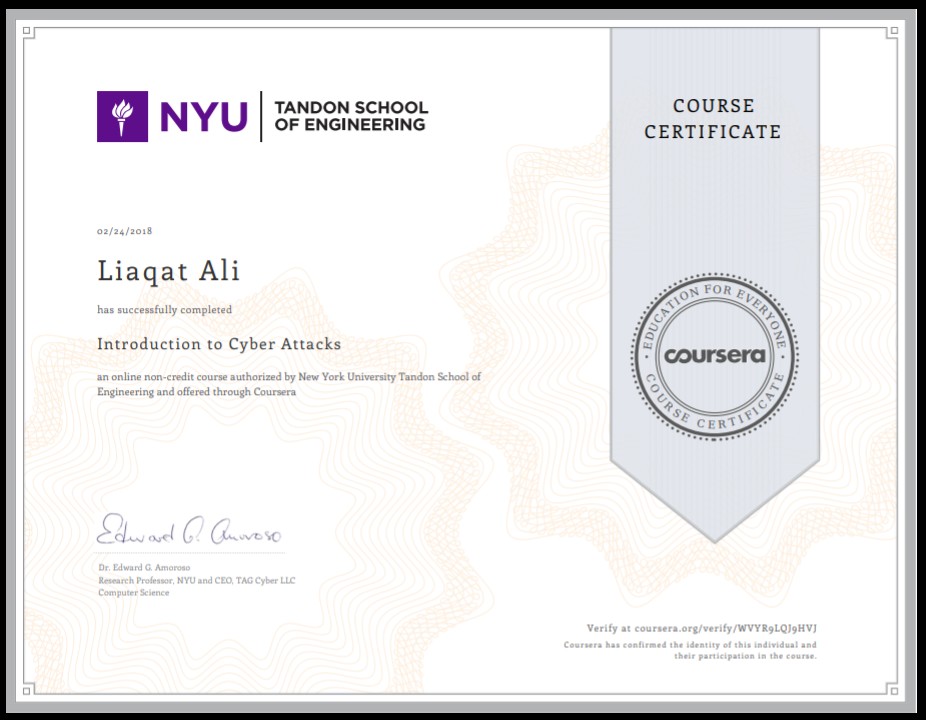 NYU
TANDON SCHOOL
OF ENGINEERING
COURSE
CERTIFICATE
02/24/2018
Liaqat Ali
has successfully completed
Introduction to Cyber Attacks
an online non-credit course authorized by New York University Tandon School of
Engineering and offered through Coursera
EDUCATION FOR EVERYONE
coursera
COURSE CERTIFICATE
Edward G. Amoroso
Dr. Edward G. Amoroso
Research Professor, NYU and CEO, TAG Cyber LLC
Computer Science
Verify at coursera.org/verify/WVYR9LQJ9HVJ
Coursera has confirmed the identity of this individual and
their participation in the course.